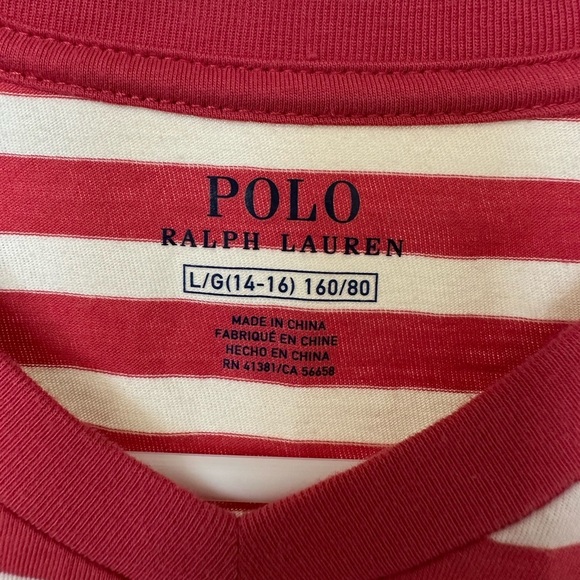 POLO
RALPH LAUREN
L/G(14-16) 160/80
MADE IN CHINA
FABRIQUÉ EN CHINE
HECHO EN CHINA
RN 41381/CA 56658